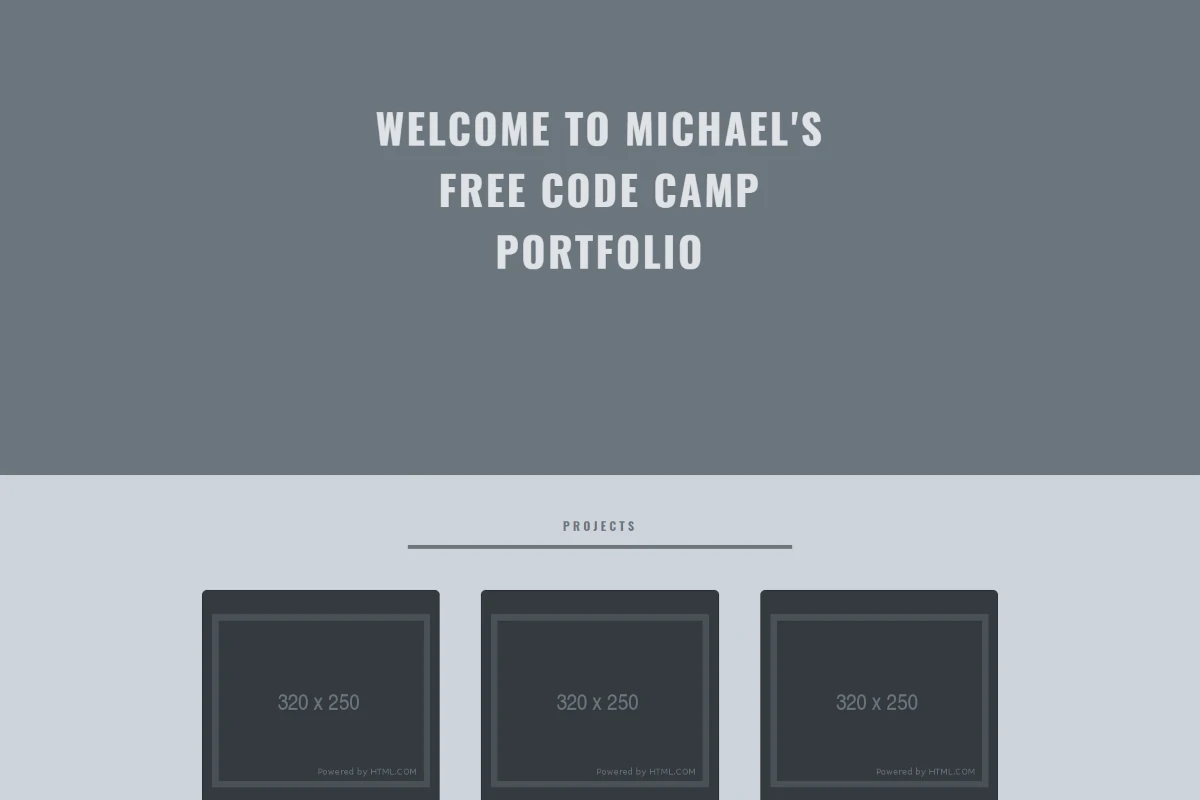 WELCOME TO MICHAEL'S
FREE CODE CAMP
PORTFOLIO
PROJECTS
320 x 250
Powered by HTML.COM
320 x 250
Powered by HTML.COM
320 x 250
Powered by HTML.COM